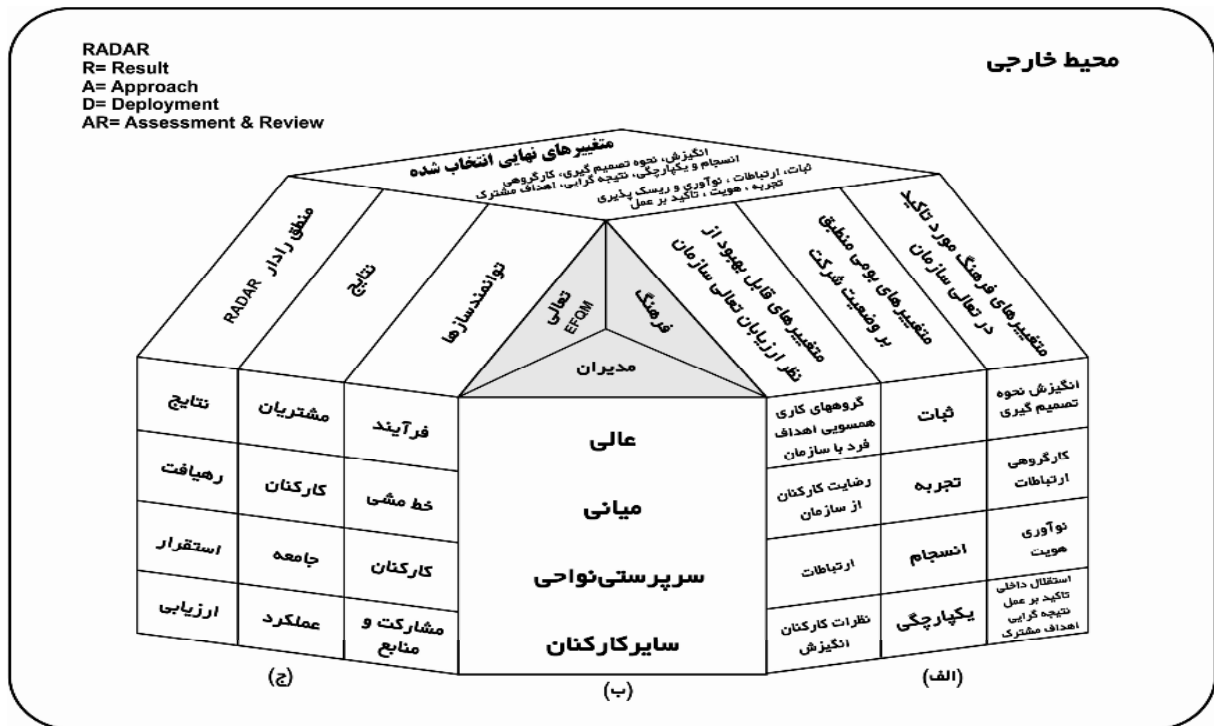 RADAR
R= Result
A= Approach
D= Deployment
AR= Assessment & Review
محیط خارجی
متغییرهای نهایی انتخاب شده
انگیزش، نحوه تصمیم گیری، کارگروهی
انسجام و یکپارچگی، نتیجه گرایی، اهداف مشترک
ثبات، ارتباطات ، نوآوری و ریسک پذیری
تجربه ، هویت ، تاکید بر عمل
متغییرهای فرهنگ مورد تاکید
در تعالی سازمان
متغییرهای بومی منطبق
بر وضعیت شرکت
متغییرهای قابل بهبود از
نظر ارزیابان تعالی سازمان
فرهنگ
تعالی
EFQM
مدیران
توانمندسازها
نتایج
منطق رادار RADAR
انگیزش نحوه
تصمیم گیری
کارگروهی
ارتباطات
نوآوری
هویت
استقلال داخلی
تاکید بر عمل
نتیجه گرایی
اهداف مشترک
ثبات
تجربه
انسجام
یکپارچگی
گروههای کاری
همسویی اهداف
فرد با سازمان
رضایت کارکنان
از سازمان
ارتباطات
نظرات کارکنان
انگیزش
عالی
میانی
سرپرستی‌نواحی
سایرکارکنان
فرآیند
خط مشی
کارکنان
مشارکت و
منابع
مشتریان
کارکنان
جامعه
عملکرد
نتایج
رهیافت
استقرار
ارزیابی
(الف)
(ب)
(ج)